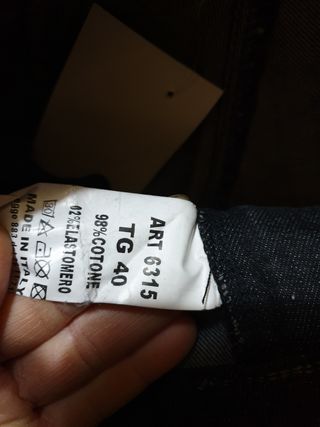 ART 6315
TG 40
98%COTONE
02%ELASTOMERO
MADE IN ITALY